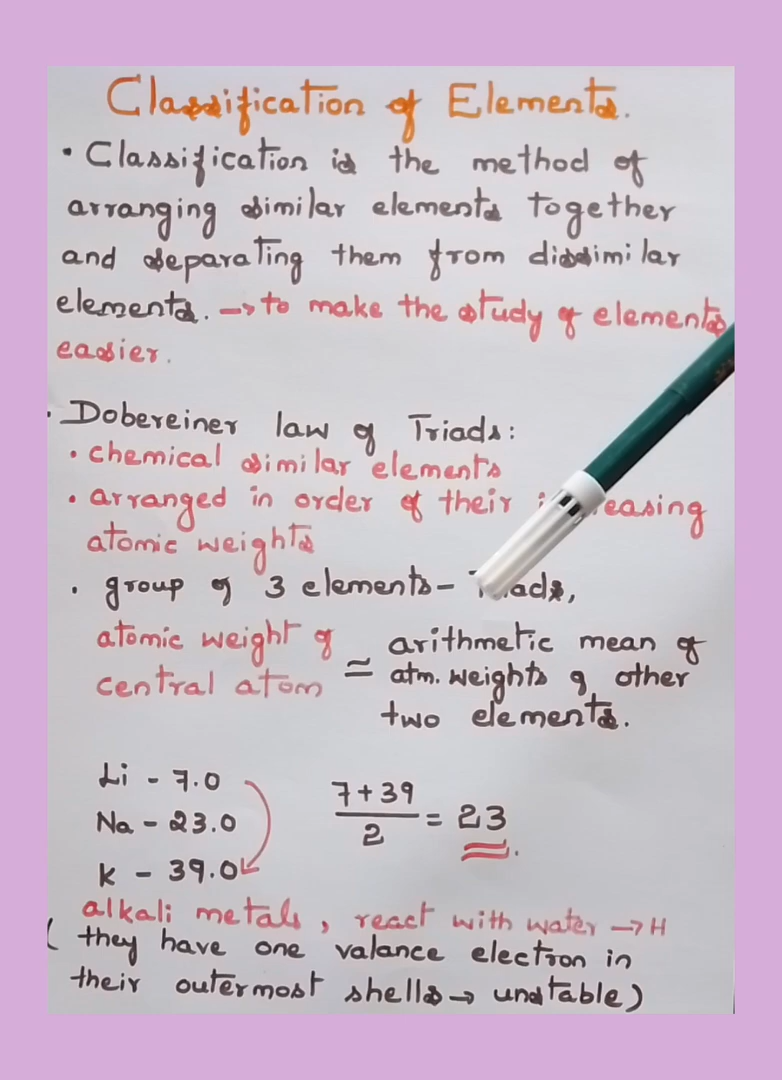 Classification of Elements.
• Classification is the method of
arranging similar elements together
and separating them from dissimilar
elements. → to make the study of elements
easier.
• Dobereiner law of Triads:
• chemical similar elements
• arranged in order of their increasing
atomic weights
• group of 3 elements - Triads,
atomic weight of
central atom
≃
arithmetic mean of
atm. weights of other
two elements.
Li - 7.0
Na - 23.0
K - 39.0
7+39
2
= 23
alkali metals, react with water → H
( they have one valance electron in
their outermost shells → unstable)